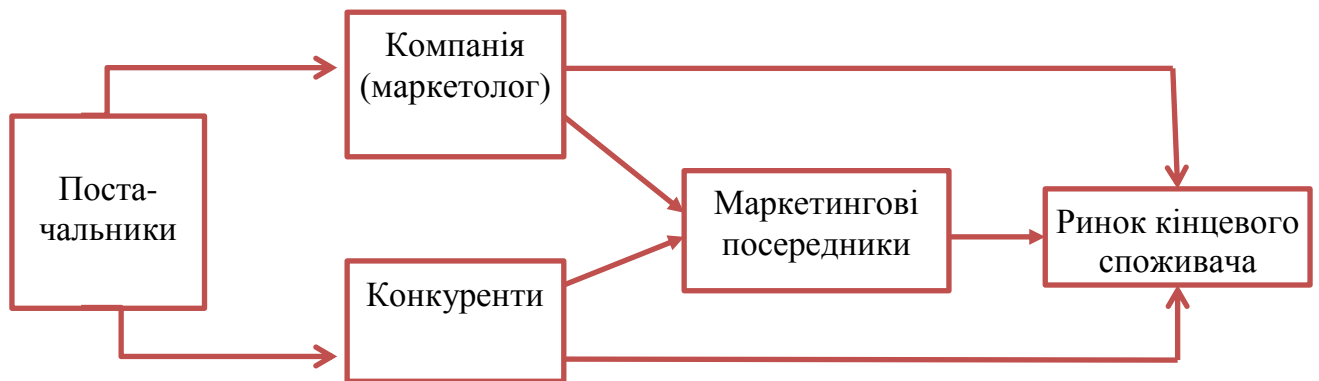 Компанія
(маркетолог)
Поста-
чальники
Маркетингові
посередники
Ринок кінцевого
споживача
Конкуренти